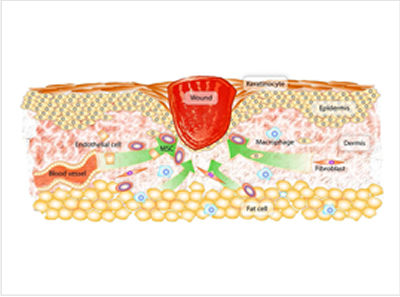 Keratinocyte
Wound
Epidermis
Endothelial cell
MSC
Macrophage
Dermis
Blood vessel
Fibroblast
Fat cell